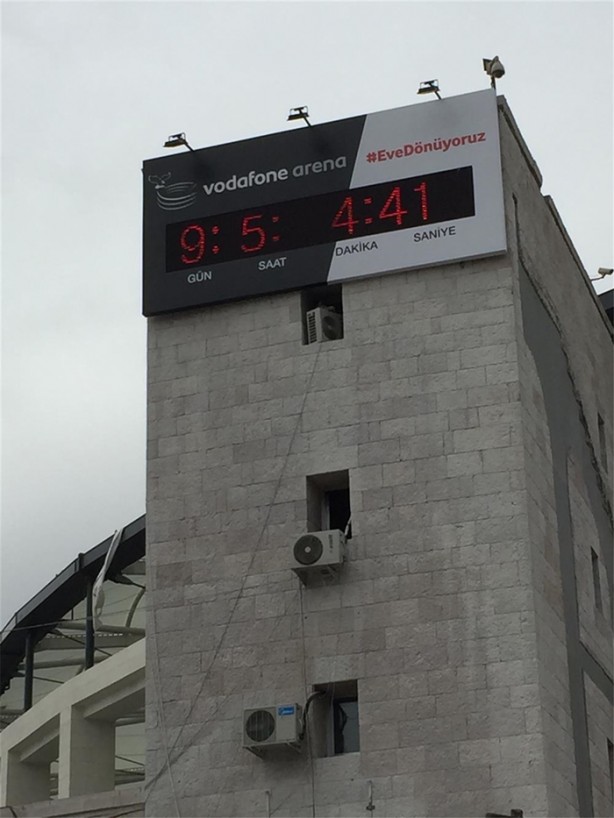 vodafone arena
#EveDönüyoruz
9: 5: 4:41
GÜN SAAT DAKİKA SANİYE